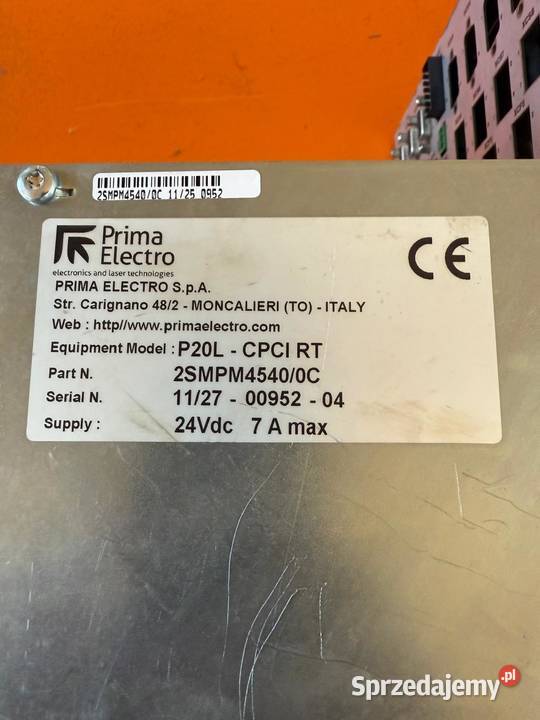 2SMPM4540/0C 11/25 0952
Prima
Electro
electronics and laser technologies
PRIMA ELECTRO S.p.A.
Str. Carignano 48/2 - MONCALIERI (TO) - ITALY
Web : http//www.primaelectro.com
Equipment Model : P20L - CPCI RT
Part N. 2SMPM4540/0C
Serial N. 11/27 - 00952 - 04
Supply : 24Vdc 7 A max
CE
Sprzedajemy.pl